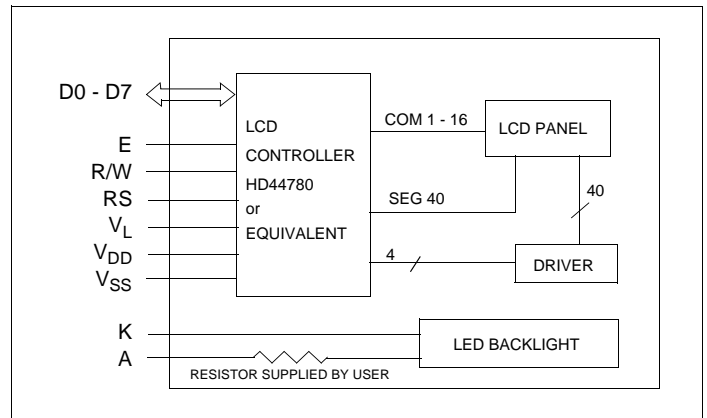 D0 - D7
E
R/W
RS
VL
VDD
VSS
K
A
LCD
CONTROLLER
HD44780
or
EQUIVALENT
COM 1 - 16
SEG 40
4
LCD PANEL
40
DRIVER
LED BACKLIGHT
RESISTOR SUPPLIED BY USER